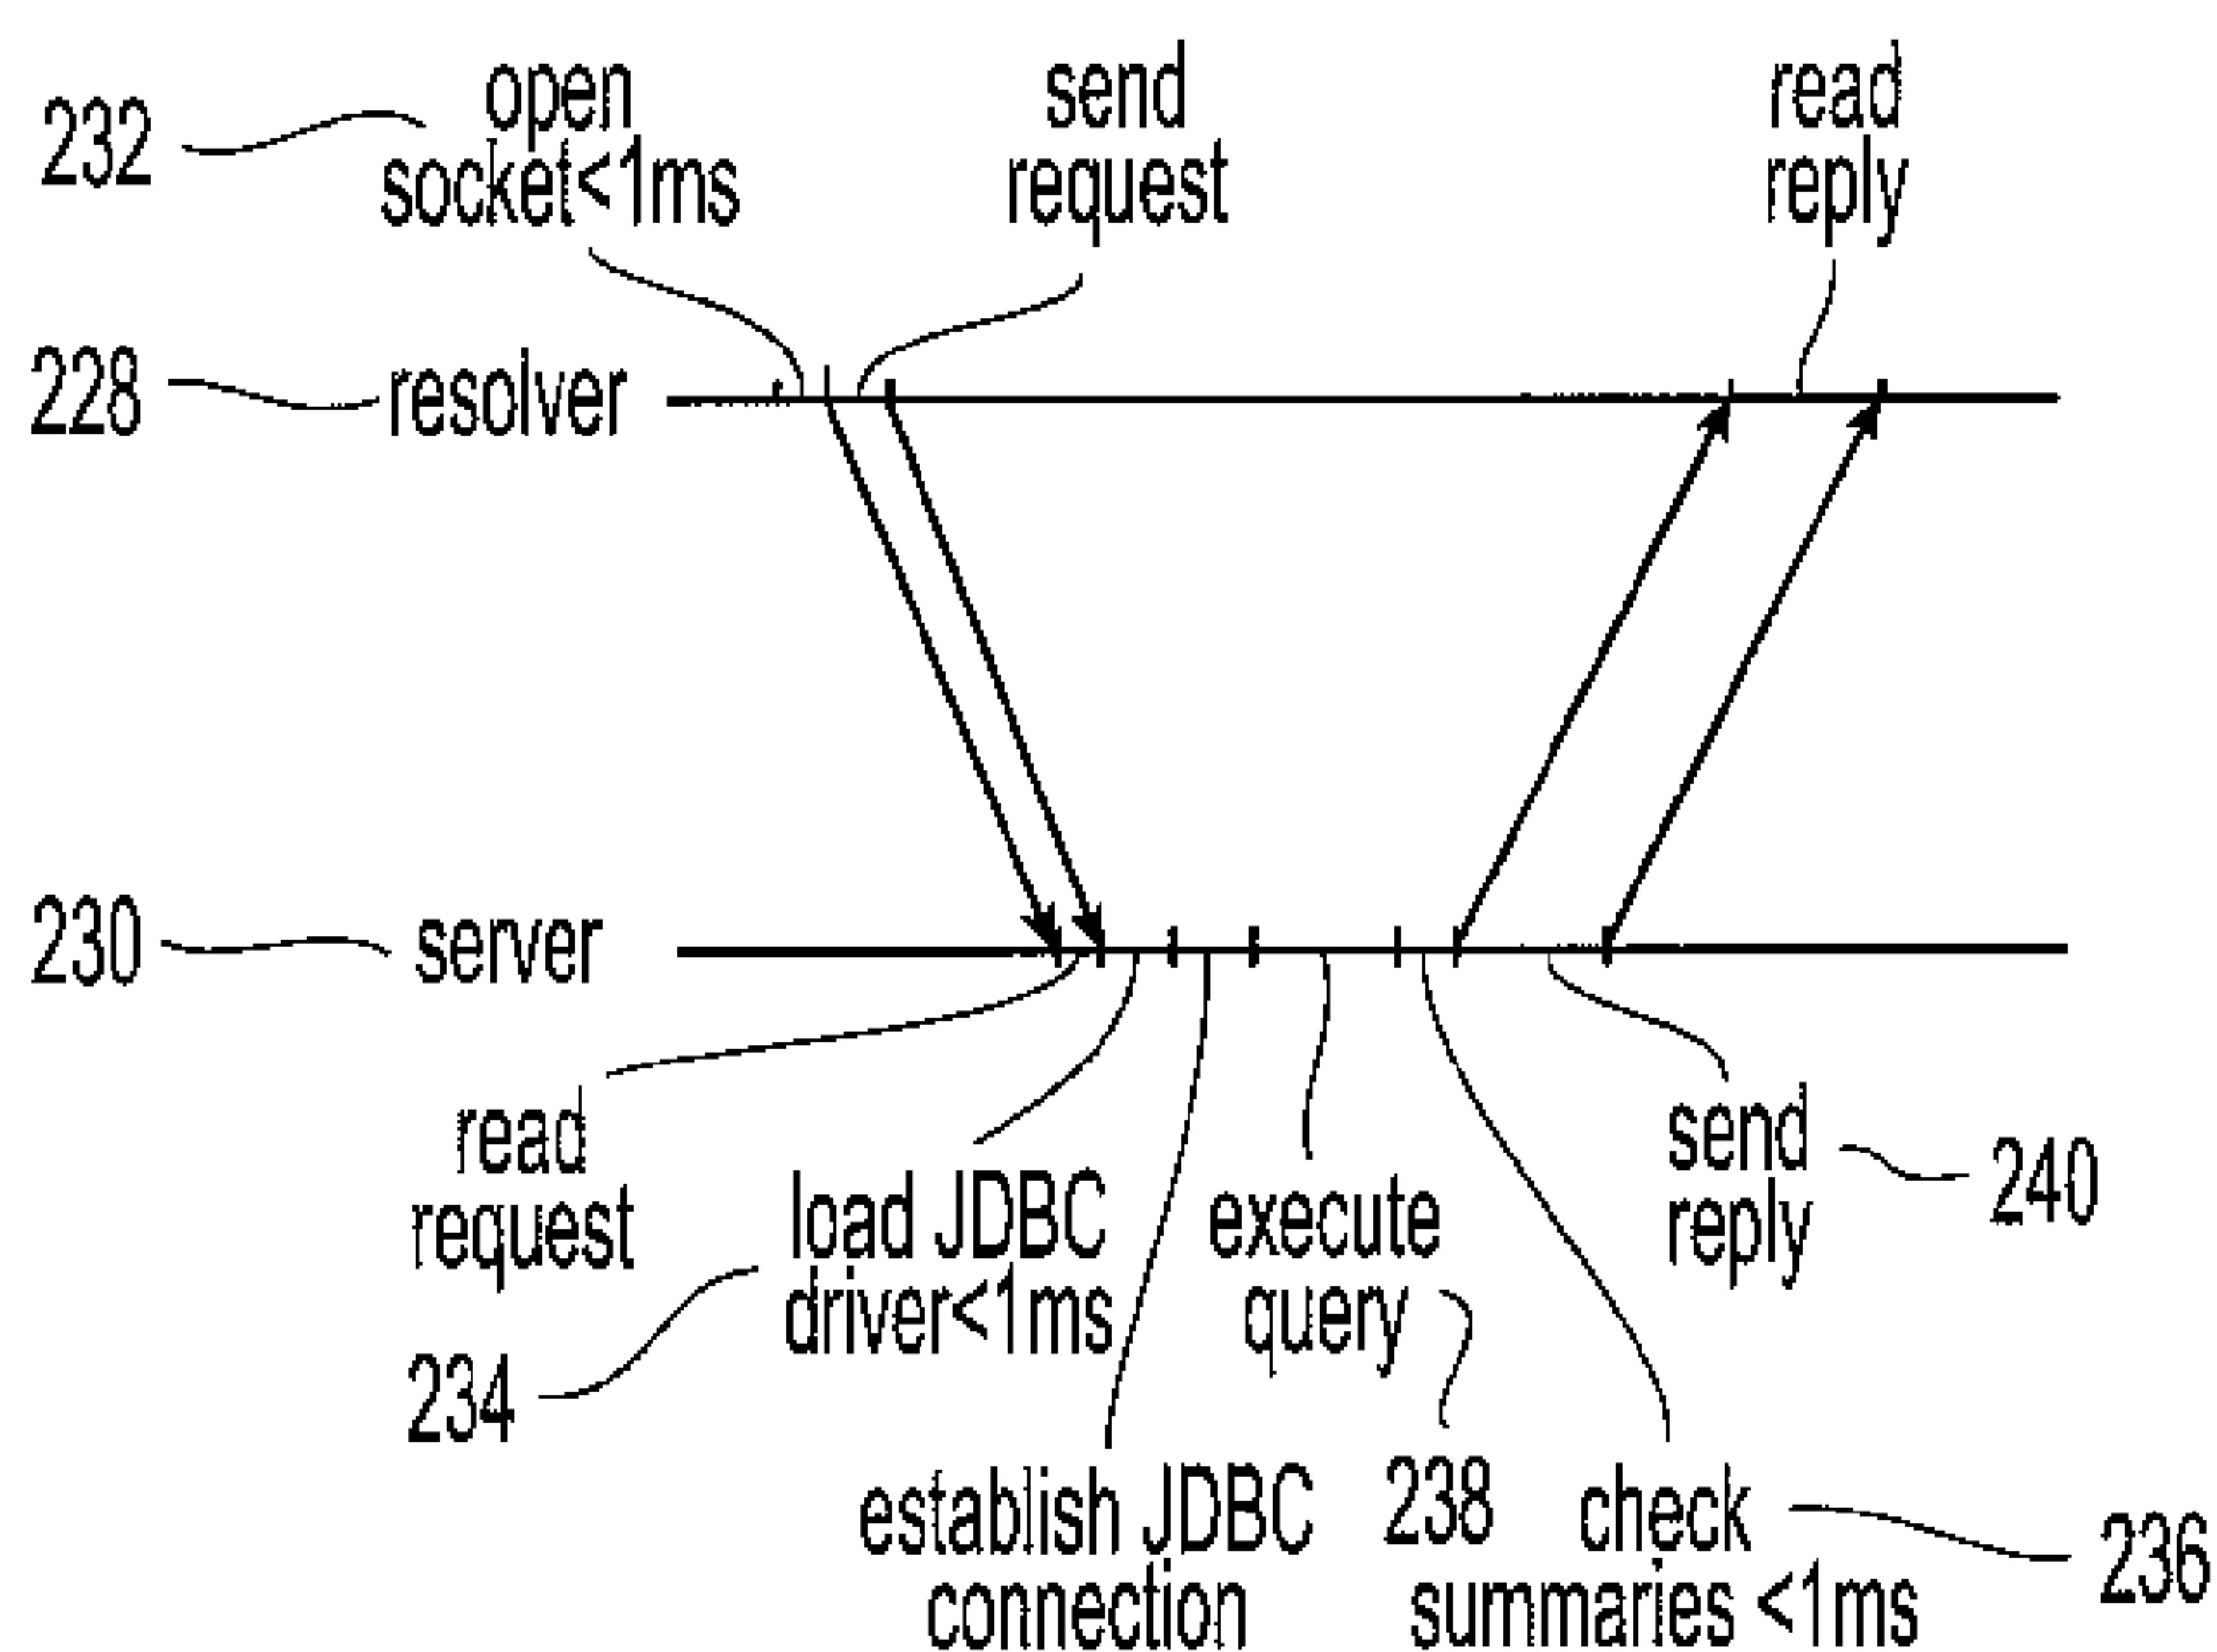 232
open
socket<1ms
send
request
read
reply
228
resolver
230
server
read
request
load JDBC
driver<1ms
234
execute
query
send
reply
240
establish JDBC
connection
238
check
summaries <1ms
236